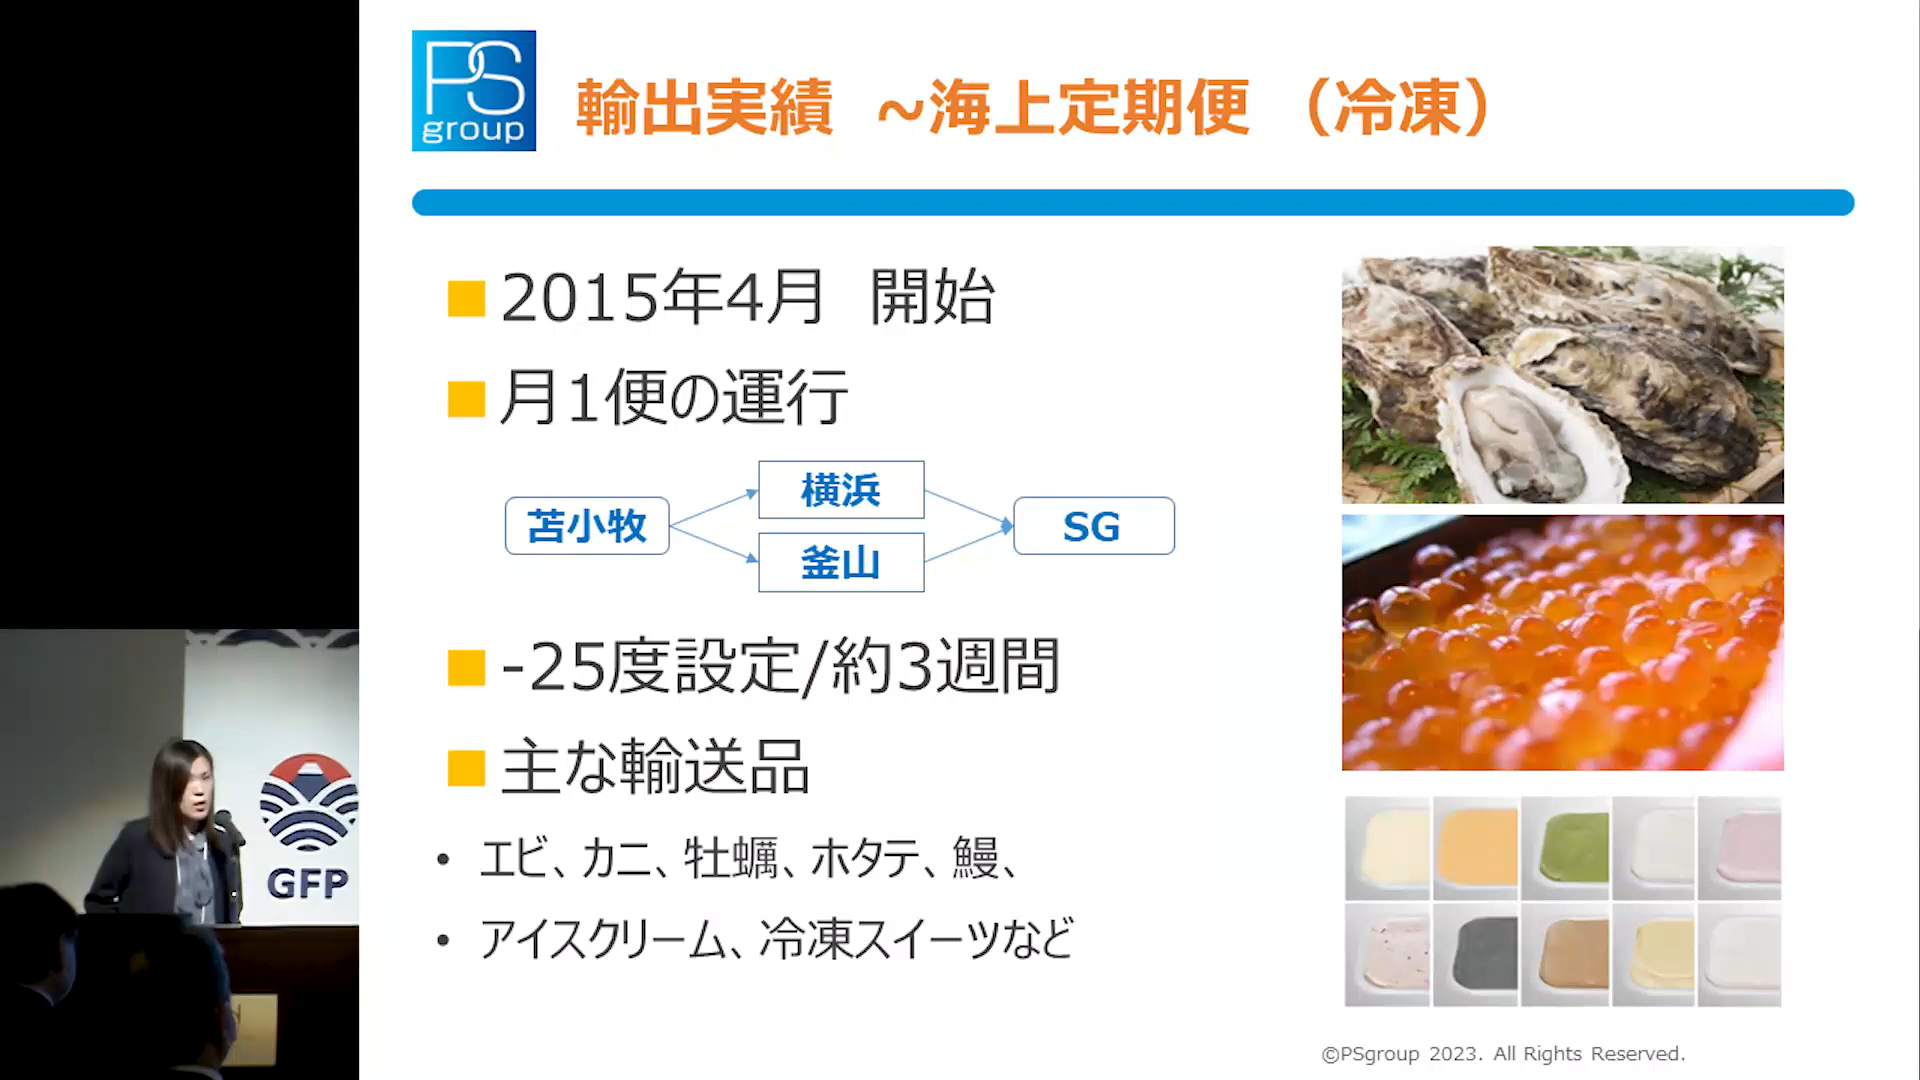 PS
group
輸出実績 ~海上定期便 （冷凍）
2015年4月 開始
月1便の運行
苫小牧
横浜
釜山
SG
-25度設定/約3週間
主な輸送品
• エビ、カニ、牡蠣、ホタテ、鰻、
• アイスクリーム、冷凍スイーツなど
GFP
©PSgroup 2023. All Rights Reserved.